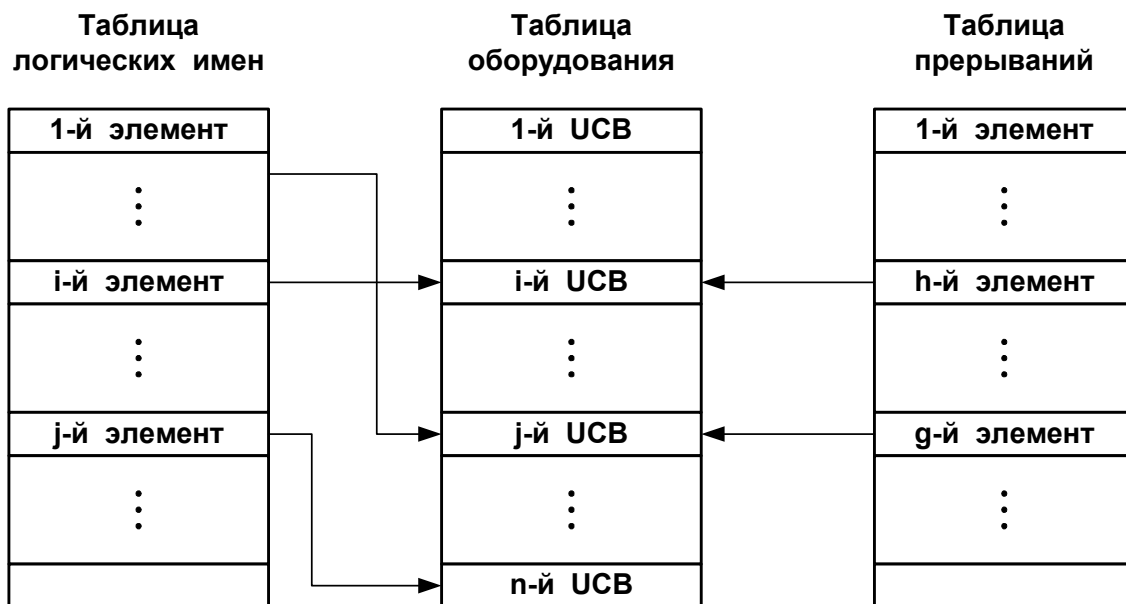 Таблица
логических имен
Таблица
оборудования
Таблица
прерываний
1-й элемент
1-й UCB
1-й элемент
i-й элемент
i-й UCB
h-й элемент
j-й элемент
j-й UCB
g-й элемент
n-й UCB